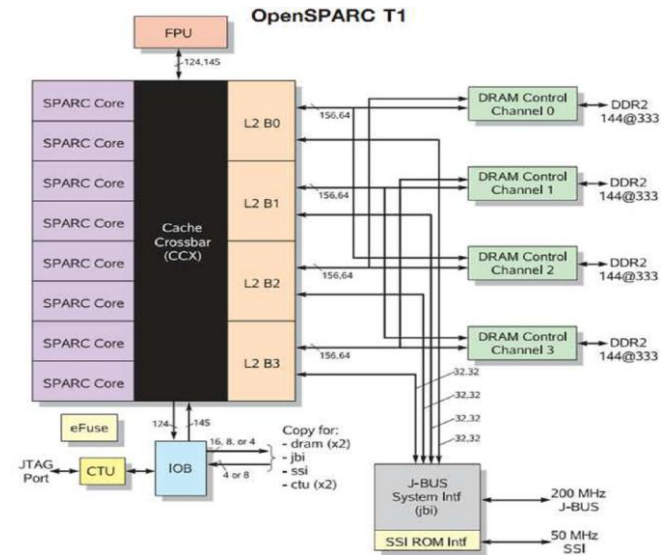 OpenSPARC T1
FPU
124,145
SPARC Core
SPARC Core
SPARC Core
SPARC Core
SPARC Core
SPARC Core
SPARC Core
SPARC Core
Cache
Crossbar
(CCX)
L2 B0
L2 B1
L2 B2
L2 B3
156,64
156,64
156,64
156,64
DRAM Control
Channel 0
DDR2
144@333
DRAM Control
Channel 1
DDR2
144@333
DRAM Control
Channel 2
DDR2
144@333
DRAM Control
Channel 3
DDR2
144@333
32,32
32,32
32,32
32,32
124
145
eFuse
JTAG
Port
CTU
IOB
16, 8, or 4
4 or 8
Copy for:
- dram (x2)
- jbi
- ssi
- ctu (x2)
J-BUS
System Intf
(jbi)
SSI ROM Intf
200 MHz
J-BUS
50 MHz
SSI